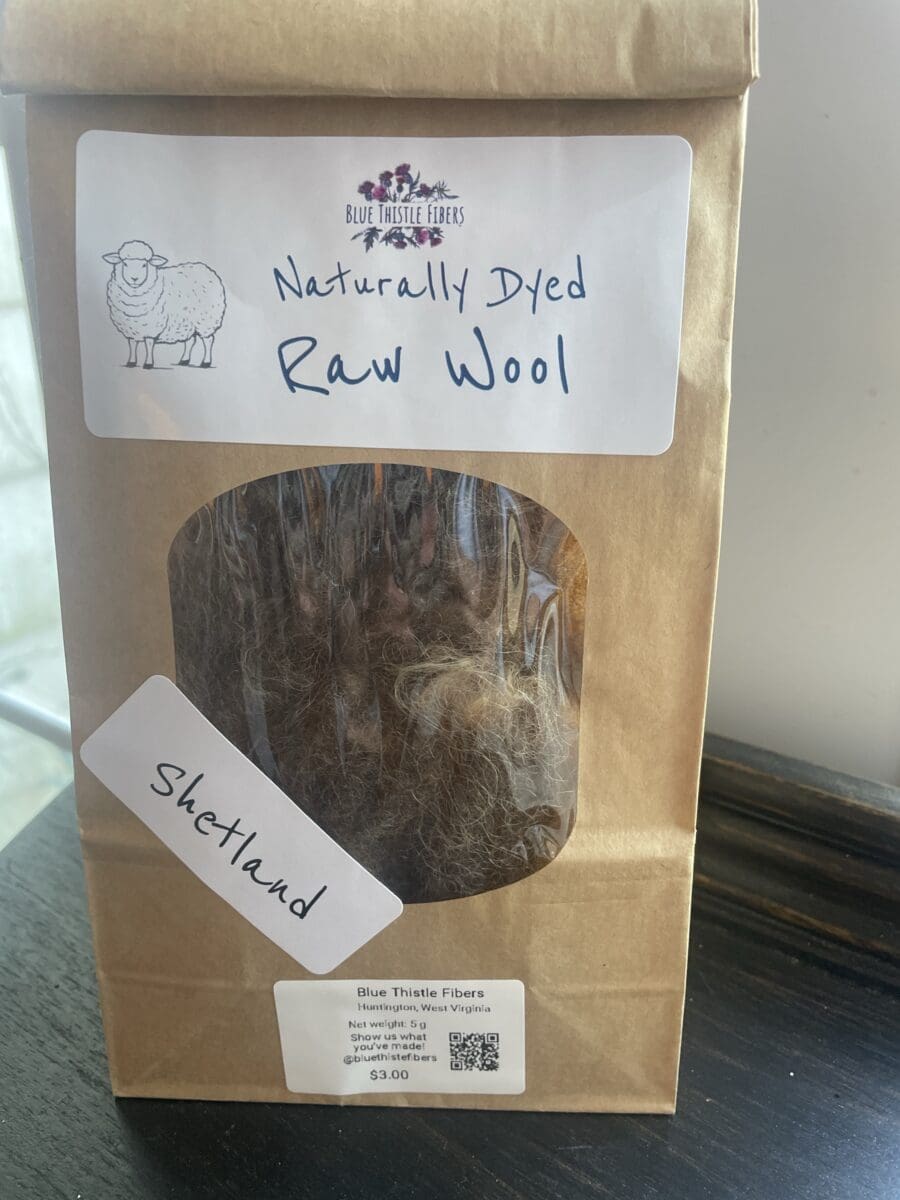 BLUE THISTLE FIBERS
Naturally Dyed
Raw Wool
Shetland
Blue Thistle Fibers
Huntington, West Virginia
Net weight: 5 g
Show us what
you've made!
@bluethistlefibers
$3.00